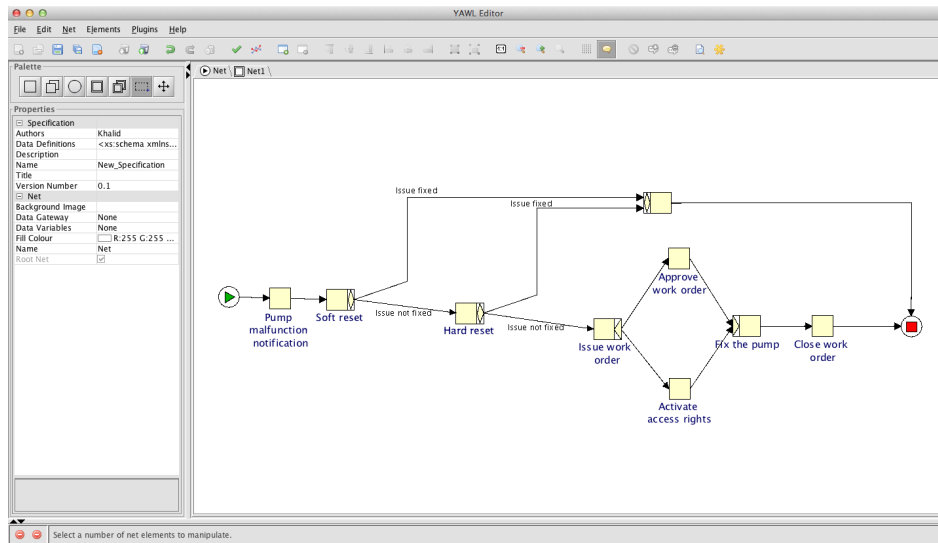 YAWL Editor
File Edit Net Elements Plugins Help
Palette
Net Net1
Properties
Specification
Authors Khalid
Data Definitions <xs:schema xmlns...
Description
Name New_Specification
Title
Version Number 0.1
Net
Background Image
Data Gateway None
Data Variables None
Fill Colour R:255 G:255 ...
Name Net
Root Net
Issue fixed
Issue fixed
Approve
work order
Pump
malfunction
notification
Soft reset
Issue not fixed
Hard reset
Issue not fixed
Issue work
order
Fix the pump
Close work
order
Activate
access rights
Select a number of net elements to manipulate.